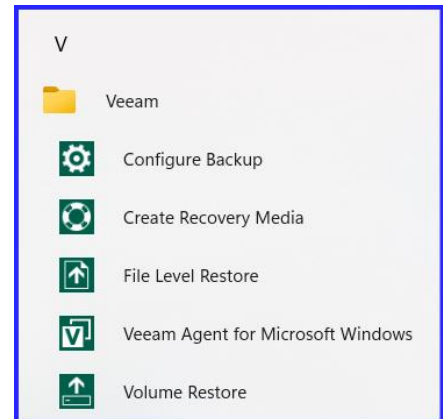 V
Veeam
Configure Backup
Create Recovery Media
File Level Restore
Veeam Agent for Microsoft Windows
Volume Restore